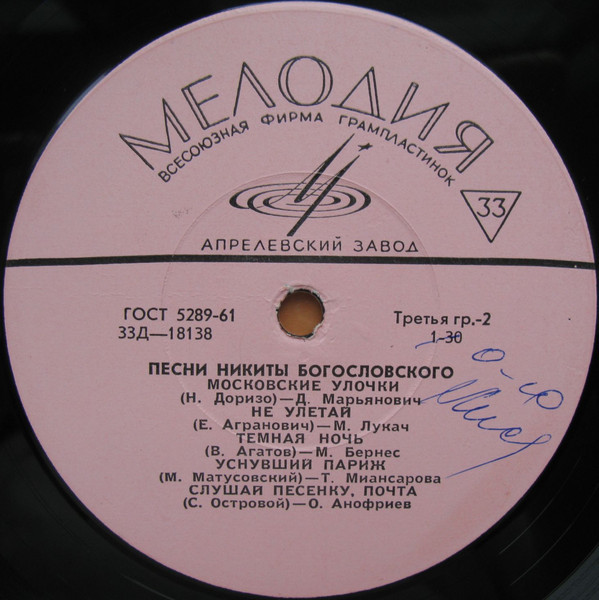 МЕЛОДИЯ
ВСЕСОЮЗНАЯ ФИРМА ГРАМПЛАСТИНОК
33
АПРЕЛЕВСКИЙ ЗАВОД
ГОСТ 5289-61
Третья гр.-2
33Д—18138
1-30
0-40
ПЕСНИ НИКИТЫ БОГОСЛОВСКОГО
МОСКОВСКИЕ УЛОЧКИ
(Н. Доризо)—Д. Марьянович
НЕ УЛЕТАЙ
(Е. Агранович)—М. Лукач
ТЕМНАЯ НОЧЬ
(В. Агатов)—М. Бернес
УСНУВШИЙ ПАРИЖ
(М. Матусовский)—Т. Миансарова
СЛУШАЙ ПЕСЕНКУ, ПОЧТА
(С. Островой)—О. Анофриев